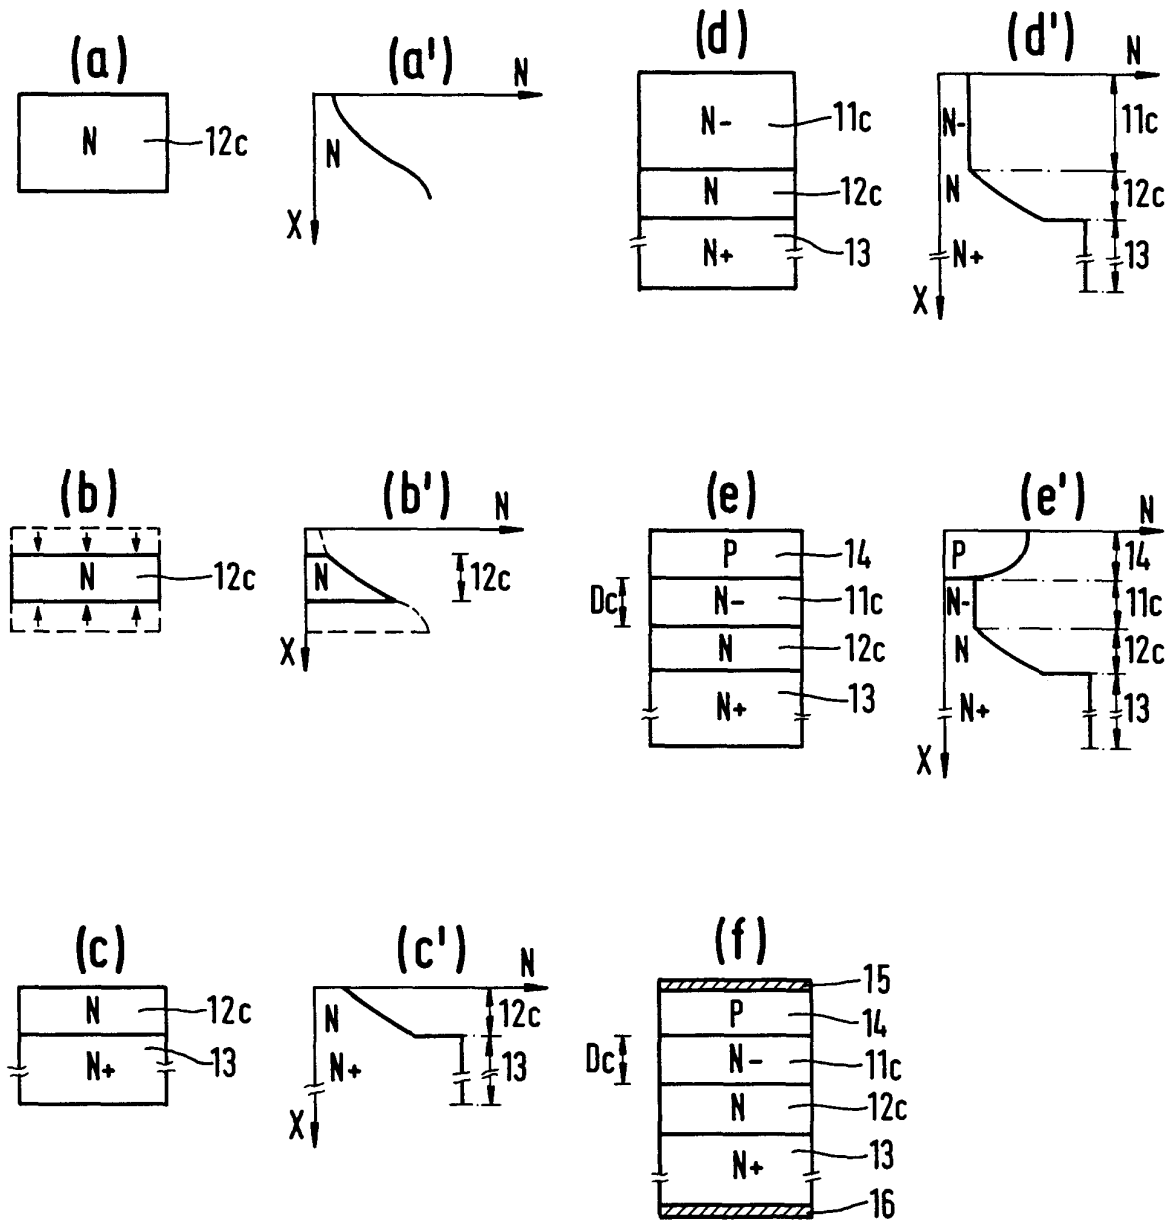 (a)
N
12c
(a')
N
N
X
(b)
N
12c
(b')
N
N
12c
X
(c)
N
12c
N+
13
(c')
N
N
12c
N+
13
X
(d)
N-
11c
N
12c
N+
13
(d')
N
N-
11c
N
12c
N+
13
X
(e)
P
14
Dc
N-
11c
N
12c
N+
13
(e')
N
P
14
N-
11c
N
12c
N+
13
X
(f)
15
P
14
Dc
N-
11c
N
12c
N+
13
16